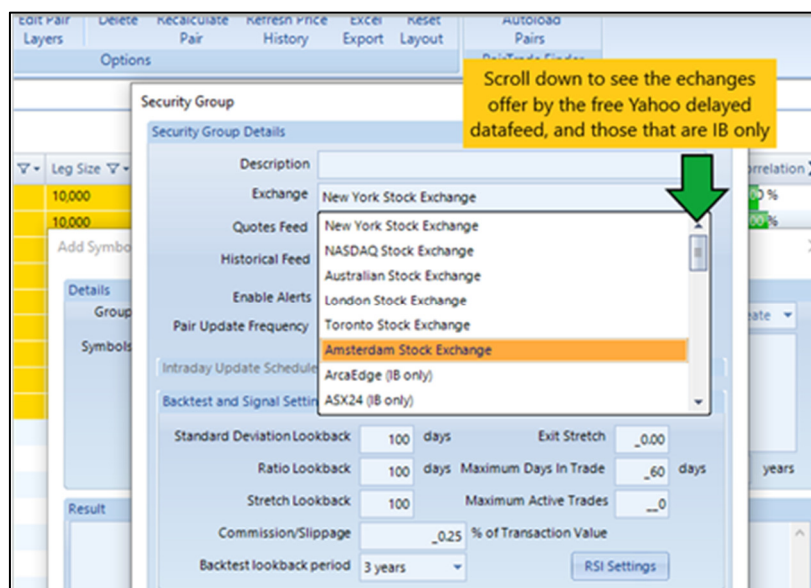 Edit Pair Delete Recalculate Refresh Price Excel Reset Autoload
Layers Pair History Export Layout Pairs
Options PairTrade Finder
Scroll down to see the echanges
offer by the free Yahoo delayed
datafeed, and those that are IB only
Security Group
Security Group Details
Leg Size
Description
10,000
Exchange New York Stock Exchange
10,000
Quotes Feed New York Stock Exchange
Add Symbo
NASDAQ Stock Exchange
Historical Feed
Australian Stock Exchange
Details
Enable Alerts London Stock Exchange
Group
Pair Update Frequency Toronto Stock Exchange
Symbols
Amsterdam Stock Exchange
Intraday Update Schedule ArcaEdge (IB only)
Backtest and Signal Settin ASX24 (IB only)
Standard Deviation Lookback 100 days Exit Stretch _0.00
Ratio Lookback 100 days Maximum Days In Trade _60 days years
Stretch Lookback 100 Maximum Active Trades __0
Result
Commission/Slippage _0.25 % of Transaction Value
Backtest lookback period 3 years RSI Settings